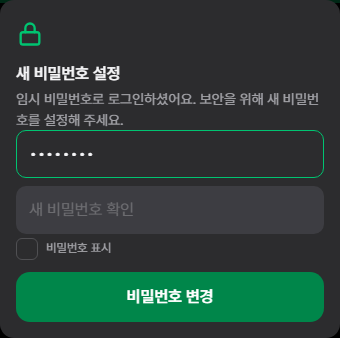 새 비밀번호 설정
임시 비밀번호로 로그인하셨어요. 보안을 위해 새 비밀번
호를 설정해 주세요.
••••••••
새 비밀번호 확인
비밀번호 표시
비밀번호 변경